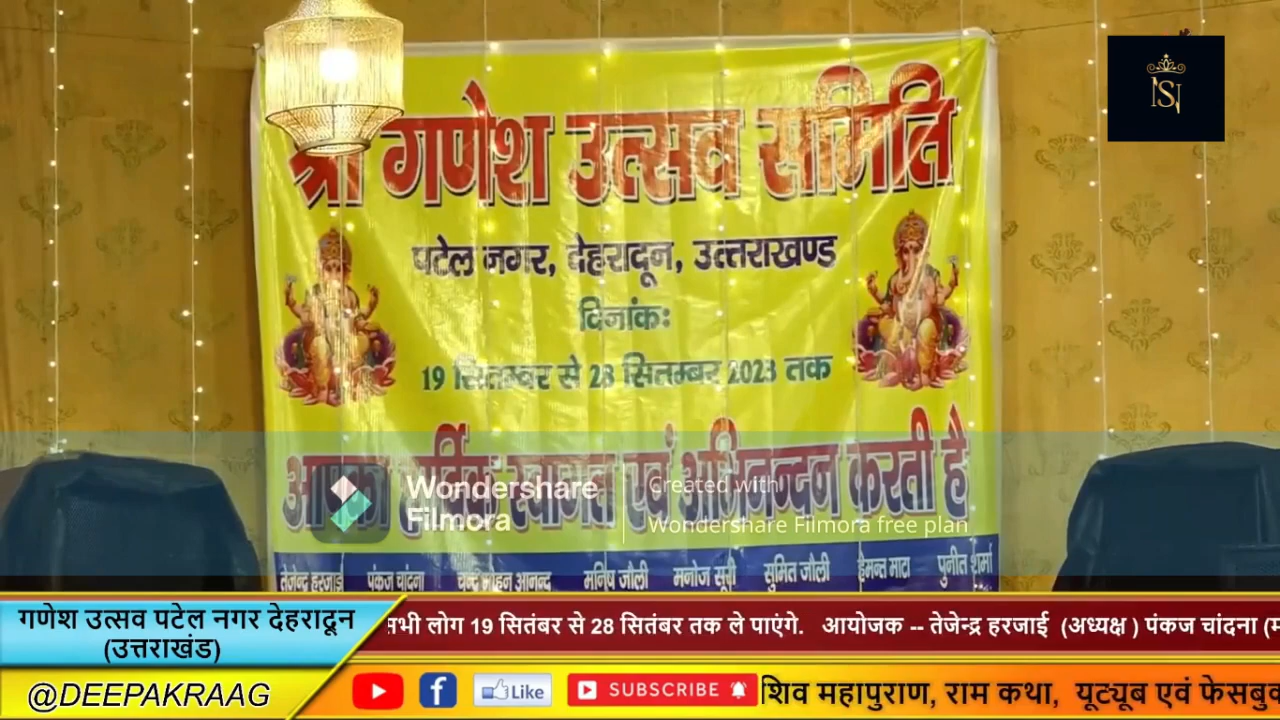 श्री गणेश उत्सव समिति
पटेल नगर, देहरादून, उत्तराखण्ड
दिनांकः
19 सितम्बर से 28 सितम्बर 2023 तक
आपका हार्दिक स्वागत एवं अभिनन्दन करती है
Wondershare
Filmora
Created with
Wondershare Filmora free plan
तेजेन्द्र हरजाई पंकज चांदना चन्द्र मोहन आनन्द मनिष जौली मनोज सूरी सुमित जौली हेमन्त माटा पुनीत शर्मा
गणेश उत्सव पटेल नगर देहरादून
(उत्तराखंड)
सभी लोग 19 सितंबर से 28 सितंबर तक ले पाएंगे. आयोजक -- तेजेन्द्र हरजाई (अध्यक्ष ) पंकज चांदना
@DEEPAKRAAG
Like
SUBSCRIBE
शिव महापुराण, राम कथा, यूट्यूब एवं फेसबुक